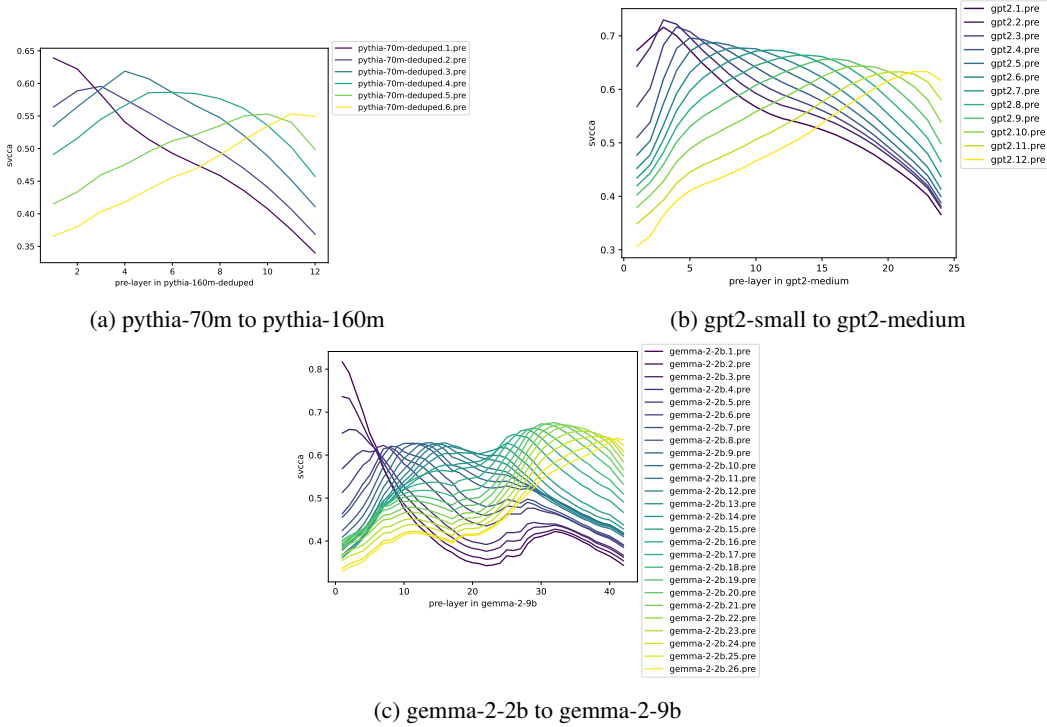 0.65
0.60
0.55
0.50
0.45
0.40
0.35
svcca
2
4
6
8
10
12
pre-layer in pythia-160m-deduped
pythia-70m-deduped.1.pre
pythia-70m-deduped.2.pre
pythia-70m-deduped.3.pre
pythia-70m-deduped.4.pre
pythia-70m-deduped.5.pre
pythia-70m-deduped.6.pre
(a) pythia-70m to pythia-160m
0.7
0.6
0.5
0.4
0.3
svcca
0
5
10
15
20
25
pre-layer in gpt2-medium
gpt2.1.pre
gpt2.2.pre
gpt2.3.pre
gpt2.4.pre
gpt2.5.pre
gpt2.6.pre
gpt2.7.pre
gpt2.8.pre
gpt2.9.pre
gpt2.10.pre
gpt2.11.pre
gpt2.12.pre
(b) gpt2-small to gpt2-medium
0.8
0.7
0.6
0.5
0.4
svcca
0
10
20
30
40
pre-layer in gemma-2-9b
gemma-2-2b.1.pre
gemma-2-2b.2.pre
gemma-2-2b.3.pre
gemma-2-2b.4.pre
gemma-2-2b.5.pre
gemma-2-2b.6.pre
gemma-2-2b.7.pre
gemma-2-2b.8.pre
gemma-2-2b.9.pre
gemma-2-2b.10.pre
gemma-2-2b.11.pre
gemma-2-2b.12.pre
gemma-2-2b.13.pre
gemma-2-2b.14.pre
gemma-2-2b.15.pre
gemma-2-2b.16.pre
gemma-2-2b.17.pre
gemma-2-2b.18.pre
gemma-2-2b.19.pre
gemma-2-2b.20.pre
gemma-2-2b.21.pre
gemma-2-2b.22.pre
gemma-2-2b.23.pre
gemma-2-2b.24.pre
gemma-2-2b.25.pre
gemma-2-2b.26.pre
(c) gemma-2-2b to gemma-2-9b